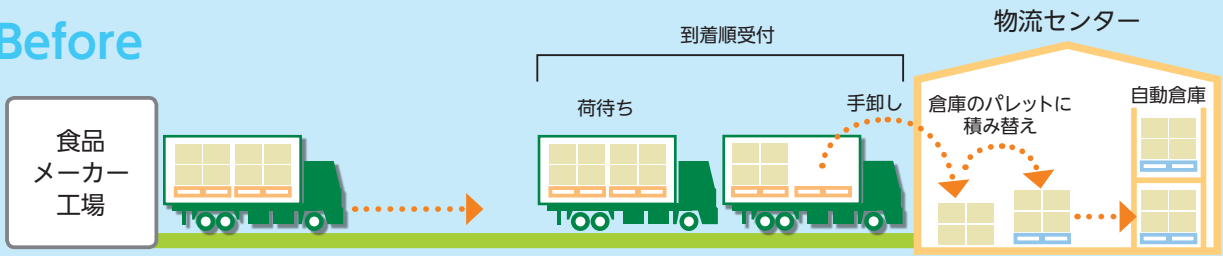 Before
食品
メーカー
工場
到着順受付
荷待ち
手卸し
物流センター
倉庫のパレットに
積み替え
自動倉庫